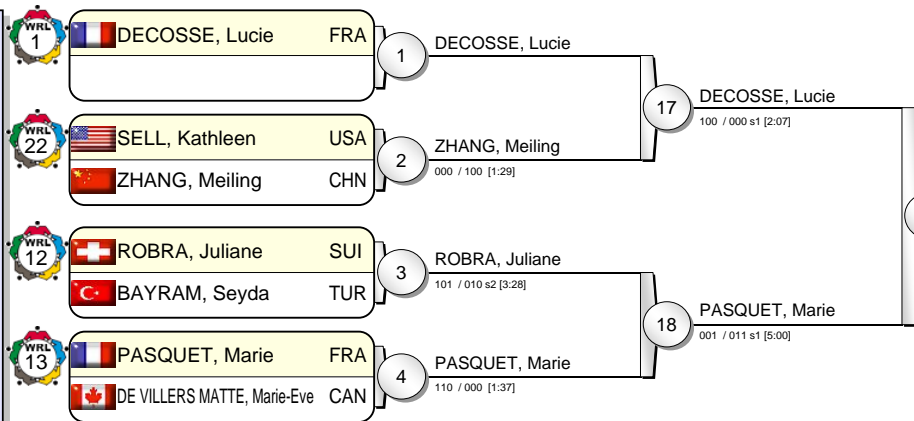 WRL
1
DECOSSE, Lucie FRA
1
DECOSSE, Lucie
17
DECOSSE, Lucie
100 / 000 s1 [2:07]
WRL
22
SELL, Kathleen USA
ZHANG, Meiling CHN
2
ZHANG, Meiling
000 / 100 [1:29]
WRL
12
ROBRA, Juliane SUI
BAYRAM, Seyda TUR
3
ROBRA, Juliane
101 / 010 s2 [3:28]
18
PASQUET, Marie
001 / 011 s1 [5:00]
WRL
13
PASQUET, Marie FRA
DE VILLERS MATTE, Marie-Eve CAN
4
PASQUET, Marie
110 / 000 [1:37]